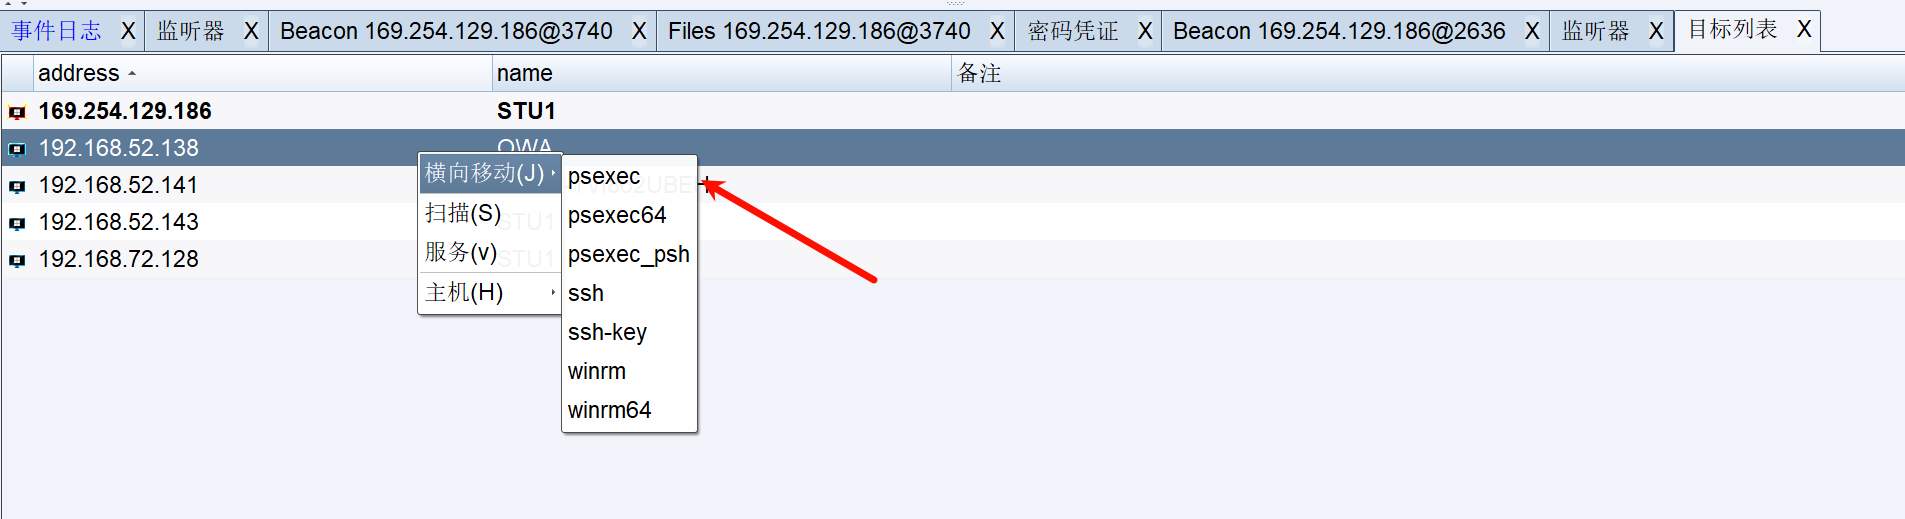 事件日志 X 监听器 X Beacon 169.254.129.186@3740 X Files 169.254.129.186@3740 X 密码凭证 X Beacon 169.254.129.186@2636 X 监听器 X 目标列表 X
address name 备注
169.254.129.186 STU1
192.168.52.138 OWA
192.168.52.141
192.168.52.143 STU1
192.168.72.128 STU1
横向移动(J)
扫描(S)
服务(v)
主机(H)
psexec
psexec64
psexec_psh
ssh
ssh-key
winrm
winrm64